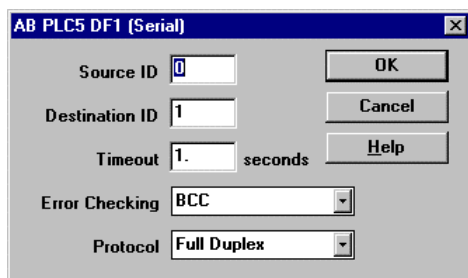 AB PLC5 DF1 (Serial)
Source ID 0 OK
Destination ID 1 Cancel
Timeout 1. seconds Help
Error Checking BCC
Protocol Full Duplex